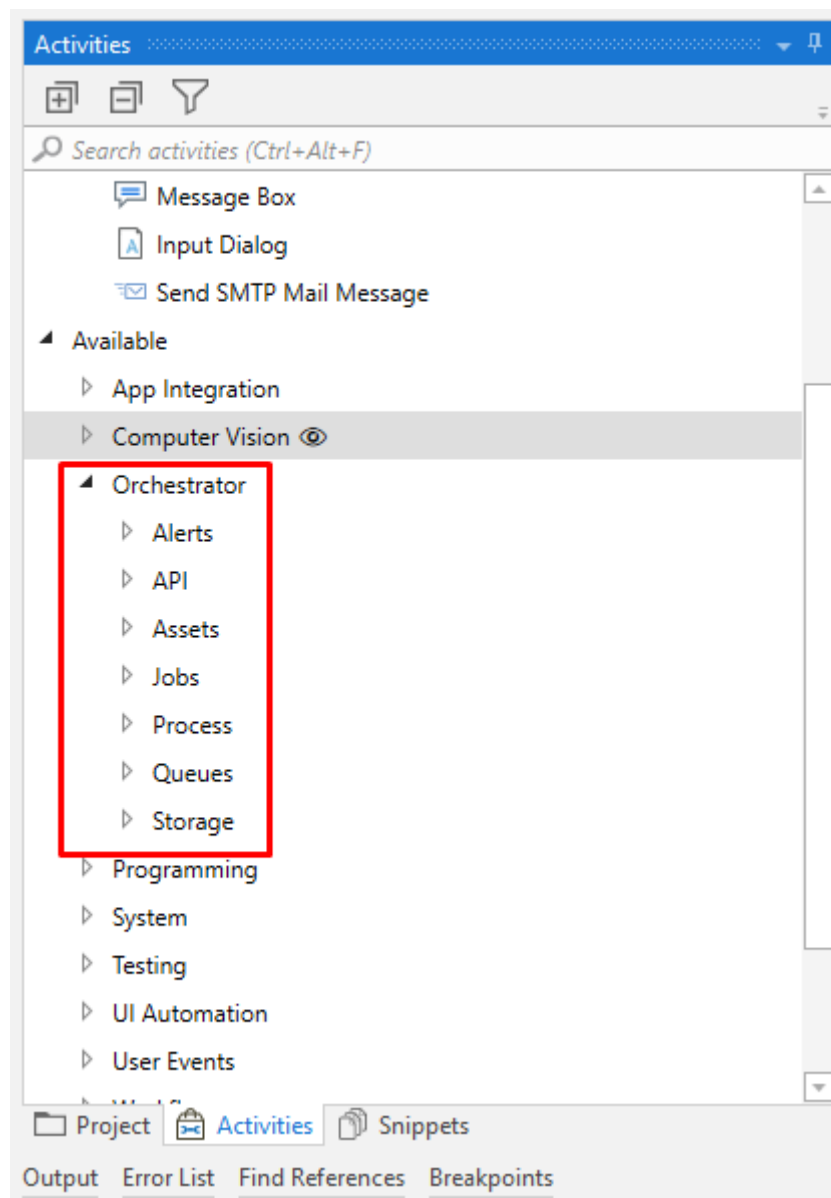 Activities
Search activities (Ctrl+Alt+F)
Message Box
Input Dialog
Send SMTP Mail Message
Available
App Integration
Computer Vision
Orchestrator
Alerts
API
Assets
Jobs
Process
Queues
Storage
Programming
System
Testing
UI Automation
User Events
Project Activities Snippets
Output Error List Find References Breakpoints